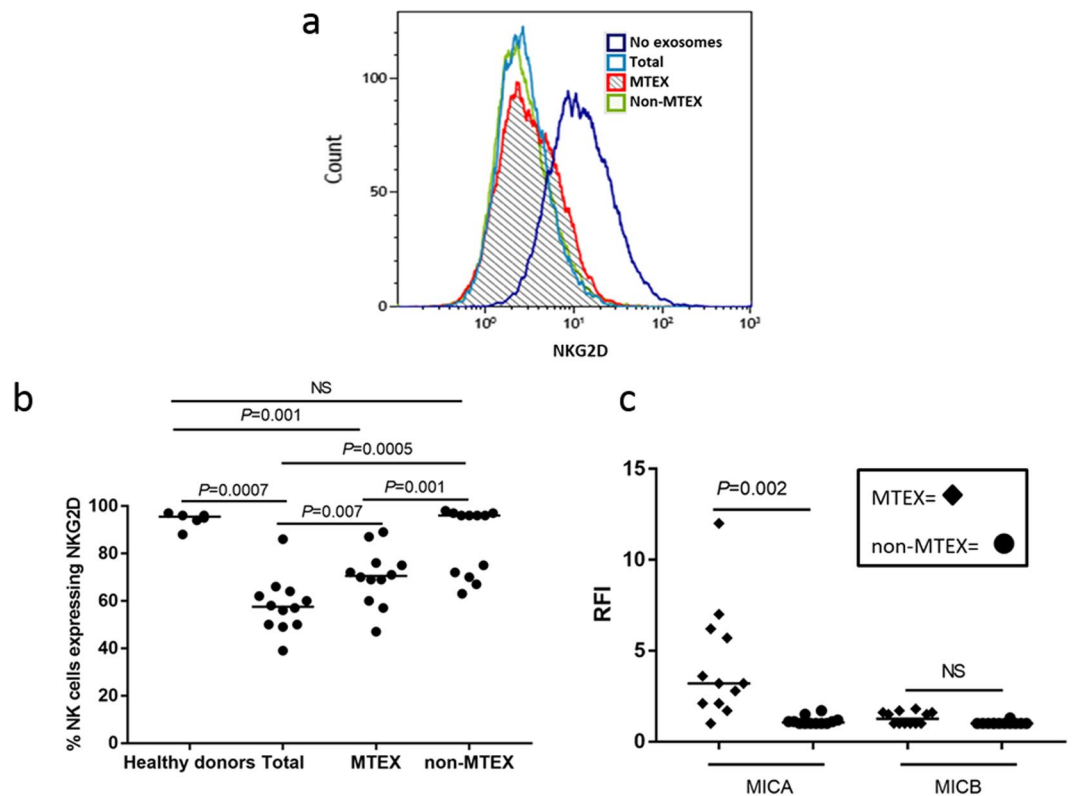 a
No exosomes
Total
MTEX
Non-MTEX
100
50
0
Count
10⁰ 10¹ 10² 10³
NKG2D
b
NS
P=0.001
P=0.0005
P=0.0007
P=0.001
P=0.007
% NK cells expressing NKG2D
100
80
60
40
20
0
Healthy donors Total MTEX non-MTEX
c
15
10
5
0
RFI
P=0.002
MTEX=
non-MTEX=
NS
MICA MICB